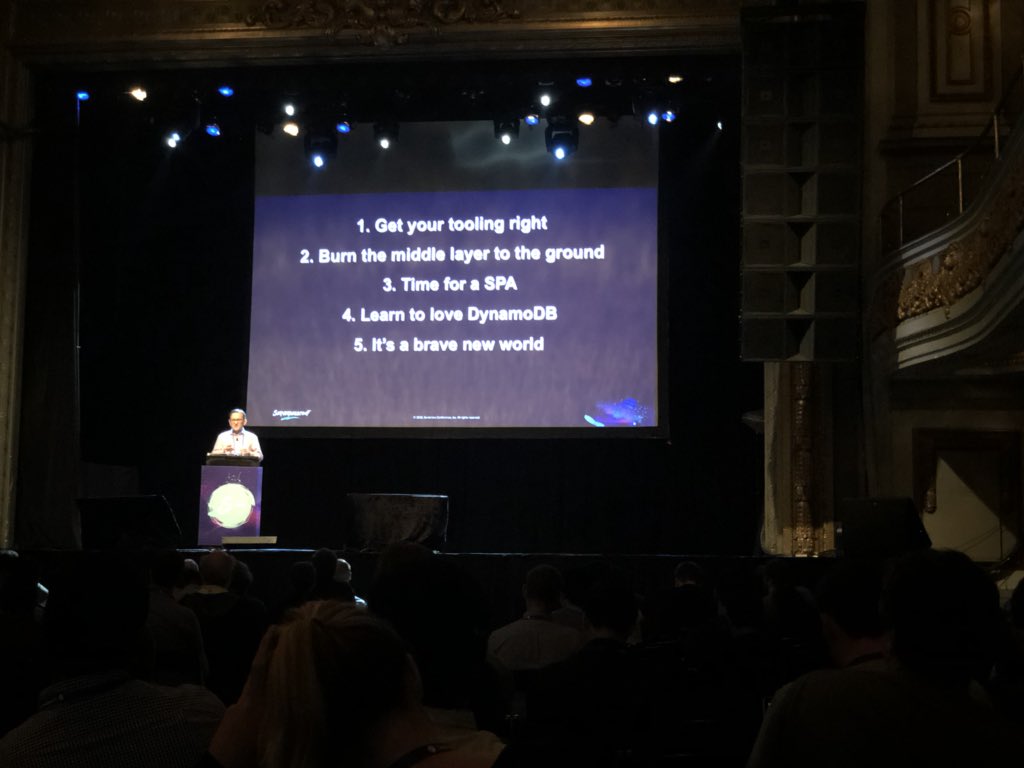 1. Get your tooling right
2. Burn the middle layer to the ground
3. Time for a SPA
4. Learn to love DynamoDB
5. It's a brave new world